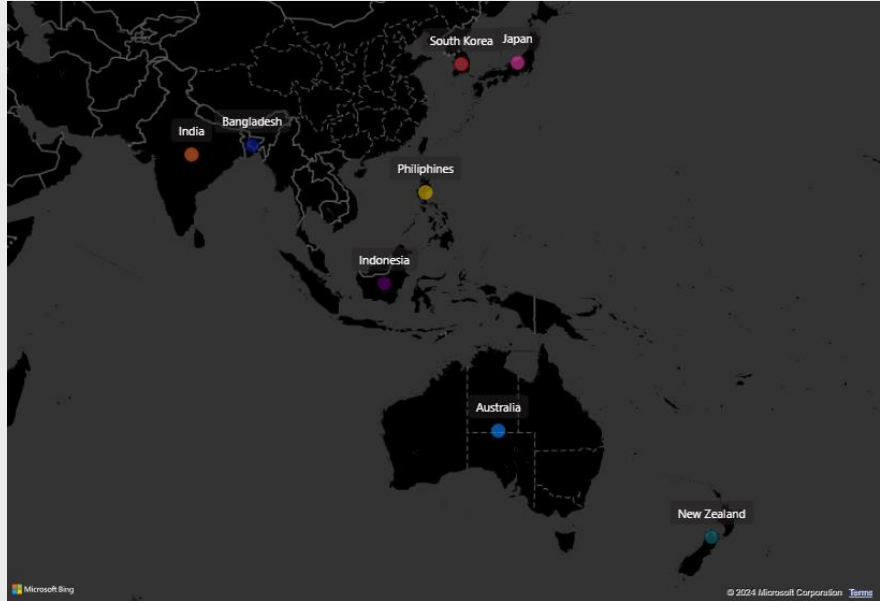 South Korea
Japan
Bangladesh
India
Philiphines
Indonesia
Australia
New Zealand
Microsoft Bing
© 2024 Microsoft Corporation Terms